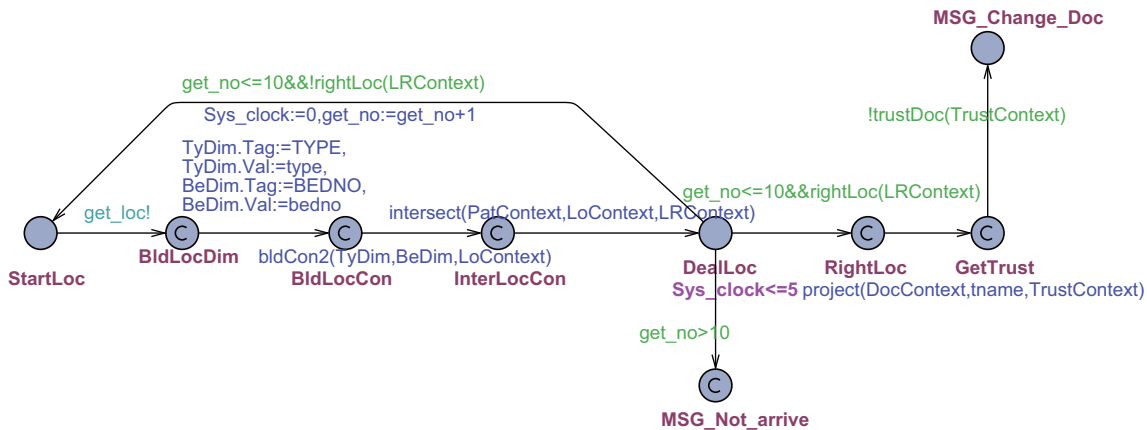 MSG_Change_Doc
get_no<=10&&!rightLoc(LRContext)
Sys_clock:=0,get_no:=get_no+1
!trustDoc(TrustContext)
TyDim.Tag:=TYPE,
TyDim.Val:=type,
BeDim.Tag:=BEDNO,
BeDim.Val:=bedno
get_no<=10&&rightLoc(LRContext)
get_loc!
intersect(PatContext,LoContext,LRContext)
C
C
C
C
C
BldLocDim
bldCon2(TyDim,BeDim,LoContext)
StartLoc
BldLocCon
InterLocCon
DealLoc
RightLoc
GetTrust
Sys_clock<=5
project(DocContext,tname,TrustContext)
get_no>10
C
MSG_Not_arrive